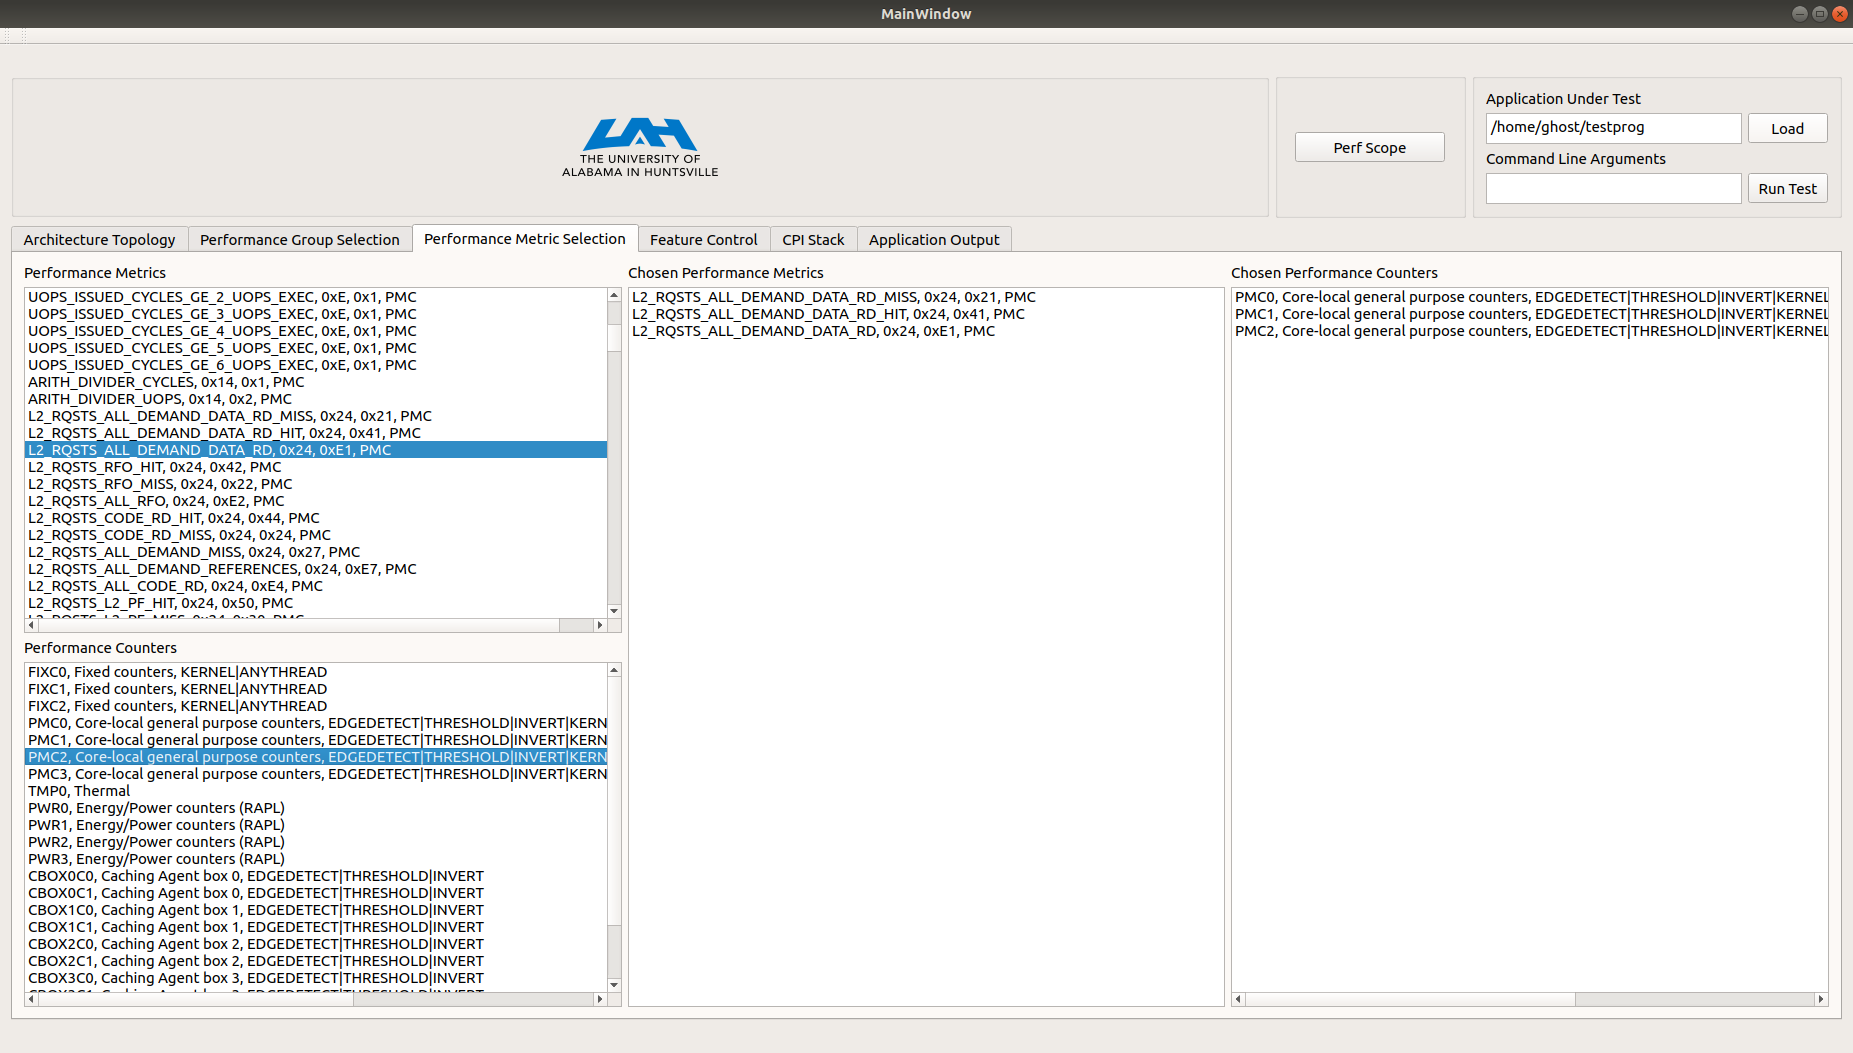 MainWindow
THE UNIVERSITY OF
ALABAMA IN HUNTSVILLE
Perf Scope
Application Under Test
/home/ghost/testprog
Load
Command Line Arguments
Run Test
Architecture Topology
Performance Group Selection
Performance Metric Selection
Feature Control
CPI Stack
Application Output
Performance Metrics
UOPS_ISSUED_CYCLES_GE_2_UOPS_EXEC, 0xE, 0x1, PMC
UOPS_ISSUED_CYCLES_GE_3_UOPS_EXEC, 0xE, 0x1, PMC
UOPS_ISSUED_CYCLES_GE_4_UOPS_EXEC, 0xE, 0x1, PMC
UOPS_ISSUED_CYCLES_GE_5_UOPS_EXEC, 0xE, 0x1, PMC
UOPS_ISSUED_CYCLES_GE_6_UOPS_EXEC, 0xE, 0x1, PMC
ARITH_DIVIDER_CYCLES, 0x14, 0x1, PMC
ARITH_DIVIDER_UOPS, 0x14, 0x2, PMC
L2_RQSTS_ALL_DEMAND_DATA_RD_MISS, 0x24, 0x21, PMC
L2_RQSTS_ALL_DEMAND_DATA_RD_HIT, 0x24, 0x41, PMC
L2_RQSTS_ALL_DEMAND_DATA_RD, 0x24, 0xE1, PMC
L2_RQSTS_RFO_HIT, 0x24, 0x42, PMC
L2_RQSTS_RFO_MISS, 0x24, 0x22, PMC
L2_RQSTS_ALL_RFO, 0x24, 0xE2, PMC
L2_RQSTS_CODE_RD_HIT, 0x24, 0x44, PMC
L2_RQSTS_CODE_RD_MISS, 0x24, 0x24, PMC
L2_RQSTS_ALL_DEMAND_MISS, 0x24, 0x27, PMC
L2_RQSTS_ALL_DEMAND_REFERENCES, 0x24, 0xE7, PMC
L2_RQSTS_ALL_CODE_RD, 0x24, 0xE4, PMC
L2_RQSTS_L2_PF_HIT, 0x24, 0x50, PMC
Performance Counters
FIXC0, Fixed counters, KERNEL|ANYTHREAD
FIXC1, Fixed counters, KERNEL|ANYTHREAD
FIXC2, Fixed counters, KERNEL|ANYTHREAD
PMC0, Core-local general purpose counters, EDGEDETECT|THRESHOLD|INVERT|KERN
PMC1, Core-local general purpose counters, EDGEDETECT|THRESHOLD|INVERT|KERN
PMC2, Core-local general purpose counters, EDGEDETECT|THRESHOLD|INVERT|KERN
PMC3, Core-local general purpose counters, EDGEDETECT|THRESHOLD|INVERT|KERN
TMP0, Thermal
PWR0, Energy/Power counters (RAPL)
PWR1, Energy/Power counters (RAPL)
PWR2, Energy/Power counters (RAPL)
PWR3, Energy/Power counters (RAPL)
CBOX0C0, Caching Agent box 0, EDGEDETECT|THRESHOLD|INVERT
CBOX0C1, Caching Agent box 0, EDGEDETECT|THRESHOLD|INVERT
CBOX1C0, Caching Agent box 1, EDGEDETECT|THRESHOLD|INVERT
CBOX1C1, Caching Agent box 1, EDGEDETECT|THRESHOLD|INVERT
CBOX2C0, Caching Agent box 2, EDGEDETECT|THRESHOLD|INVERT
CBOX2C1, Caching Agent box 2, EDGEDETECT|THRESHOLD|INVERT
CBOX3C0, Caching Agent box 3, EDGEDETECT|THRESHOLD|INVERT
Chosen Performance Metrics
L2_RQSTS_ALL_DEMAND_DATA_RD_MISS, 0x24, 0x21, PMC
L2_RQSTS_ALL_DEMAND_DATA_RD_HIT, 0x24, 0x41, PMC
L2_RQSTS_ALL_DEMAND_DATA_RD, 0x24, 0xE1, PMC
Chosen Performance Counters
PMC0, Core-local general purpose counters, EDGEDETECT|THRESHOLD|INVERT|KERNEL
PMC1, Core-local general purpose counters, EDGEDETECT|THRESHOLD|INVERT|KERNEL
PMC2, Core-local general purpose counters, EDGEDETECT|THRESHOLD|INVERT|KERNEL